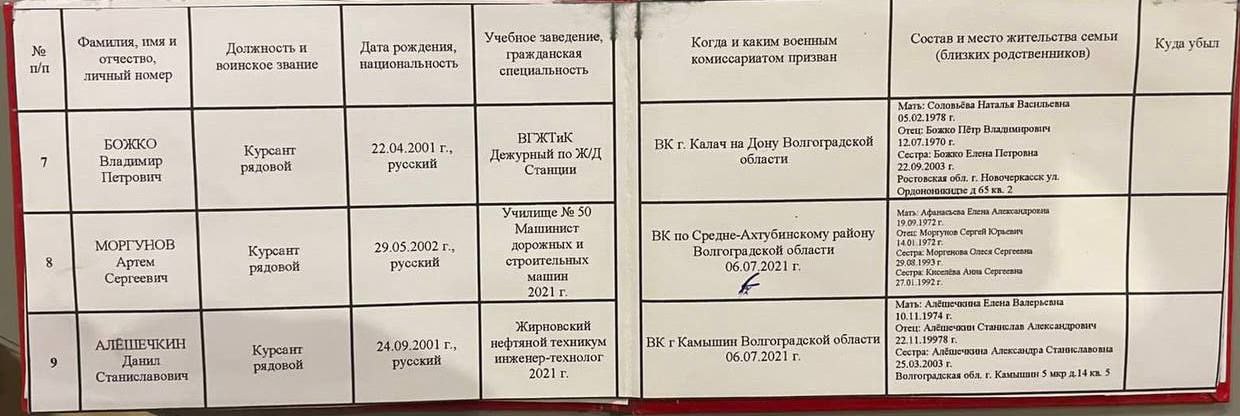 №
п/п
Фамилия, имя и
отчество,
личный номер
Должность и
воинское звание
Дата рождения,
национальность
Учебное заведение,
гражданская
специальность
Когда и каким военным
комиссариатом призван
Состав и место жительства семьи
(близких родственников)
Куда убыл
7
БОЖКО
Владимир
Петрович
Курсант
рядовой
22.04.2001 г.,
русский
ВГЖТиК
Дежурный по Ж/Д
Станции
ВК г. Калач на Дону Волгоградской
области
Мать: Соловьёва Наталья Васильевна
05.02.1978 г.
Отец: Божко Пётр Владимирович
12.07.1970 г.
Сестра: Божко Елена Петровна
22.09.2003 г.
Ростовская обл. г. Новочеркасск ул.
Ордононикидзе д 65 кв. 2
8
МОРГУНОВ
Артем
Сергеевич
Курсант
рядовой
29.05.2002 г.,
русский
Училище № 50
Машинист
дорожных и
строительных
машин
2021 г.
ВК по Средне-Ахтубинскому району
Волгоградской области
06.07.2021 г.
Мать: Афанасьева Елена Александровна
19.09.1972 г.
Отец: Моргунов Сергей Юрьевич
14.01.1972 г.
Сестра: Моргенова Олеся Сергеевна
29.08.1993 г.
Сестра: Киселёва Анна Сергеевна
27.01.1992 г.
9
АЛЁШЕЧКИН
Данил
Станиславович
Курсант
рядовой
24.09.2001 г.,
русский
Жирновский
нефтяной техникум
инженер-технолог
2021 г.
ВК г Камышин Волгоградской области
06.07.2021 г.
Мать: Алёшечкина Елена Валерьевна
10.11.1974 г.
Отец: Алёшечкин Станислав Александрович
22.11.19978 г.
Сестра: Алёшечкина Александра Станиславовна
25.03.2003 г.
Волгоградская обл. г. Камышин 5 мкр д.14 кв. 5